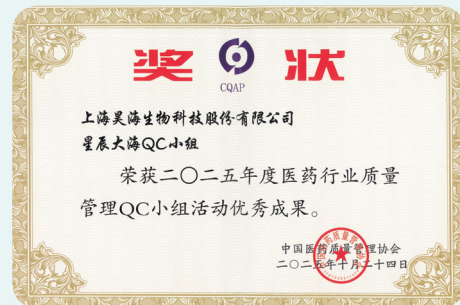 奖 状
CQAP
上海昊海生物科技股份有限公司
星辰大海QC小组
荣获二〇二五年度医药行业质量
管理QC小组活动优秀成果。
中国医药质量管理协会
二〇二五年十月二十四日